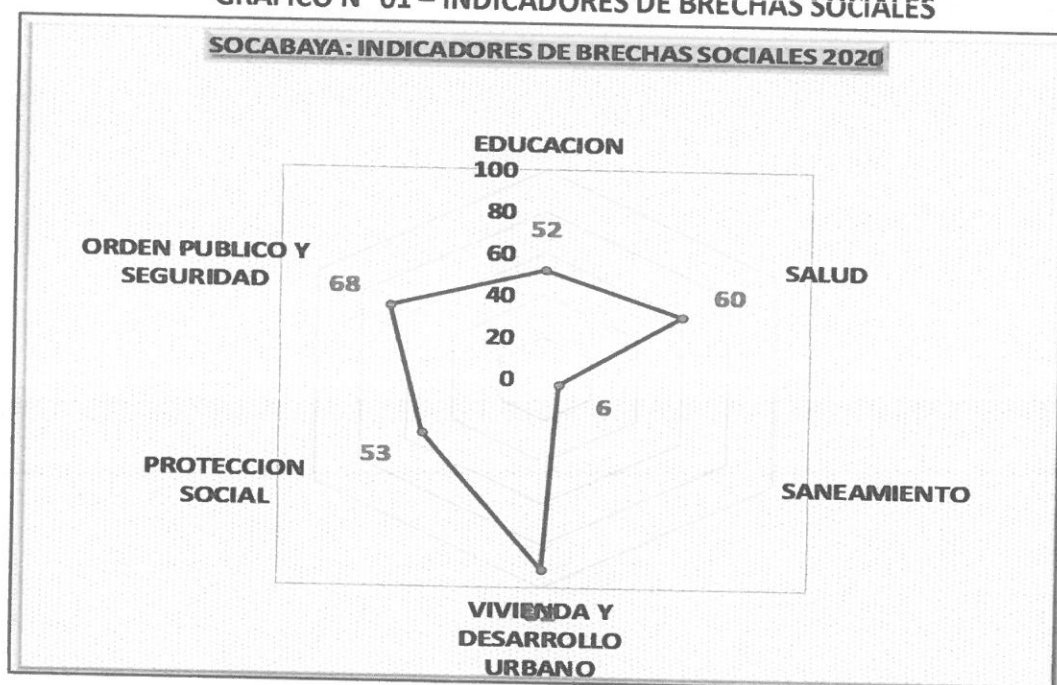 GRAFICO N° 01 – INDICADORES DE BRECHAS SOCIALES
SOCABAYA: INDICADORES DE BRECHAS SOCIALES 2020
EDUCACION
100
80
60
40
20
0
52
SALUD
60
6
SANEAMIENTO
VIVIENDA Y
DESARROLLO
URBANO
PROTECCION
SOCIAL
53
ORDEN PUBLICO Y
SEGURIDAD
68